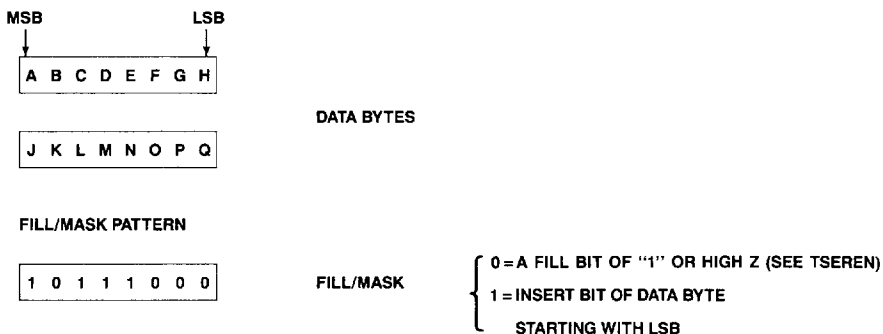 MSB LSB
A B C D E F G H
DATA BYTES
J K L M N O P Q
FILL/MASK PATTERN
1 0 1 1 1 0 0 0
FILL/MASK
0 = A FILL BIT OF "1" OR HIGH Z (SEE TSEREN)
1 = INSERT BIT OF DATA BYTE
STARTING WITH LSB